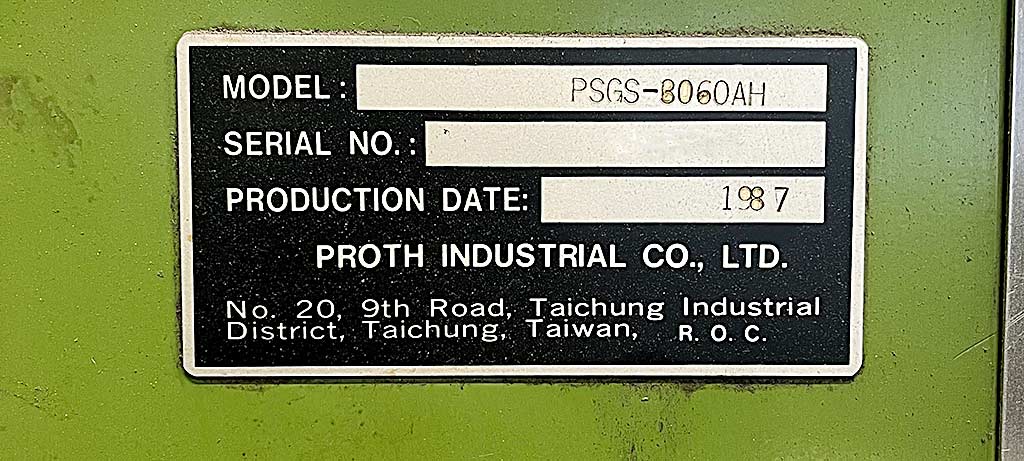 MODEL: PSGS-3060AH
SERIAL NO.:
PRODUCTION DATE: 1987
PROTH INDUSTRIAL CO., LTD.
No. 20, 9th Road, Taichung Industrial
District, Taichung, Taiwan, R. O. C.